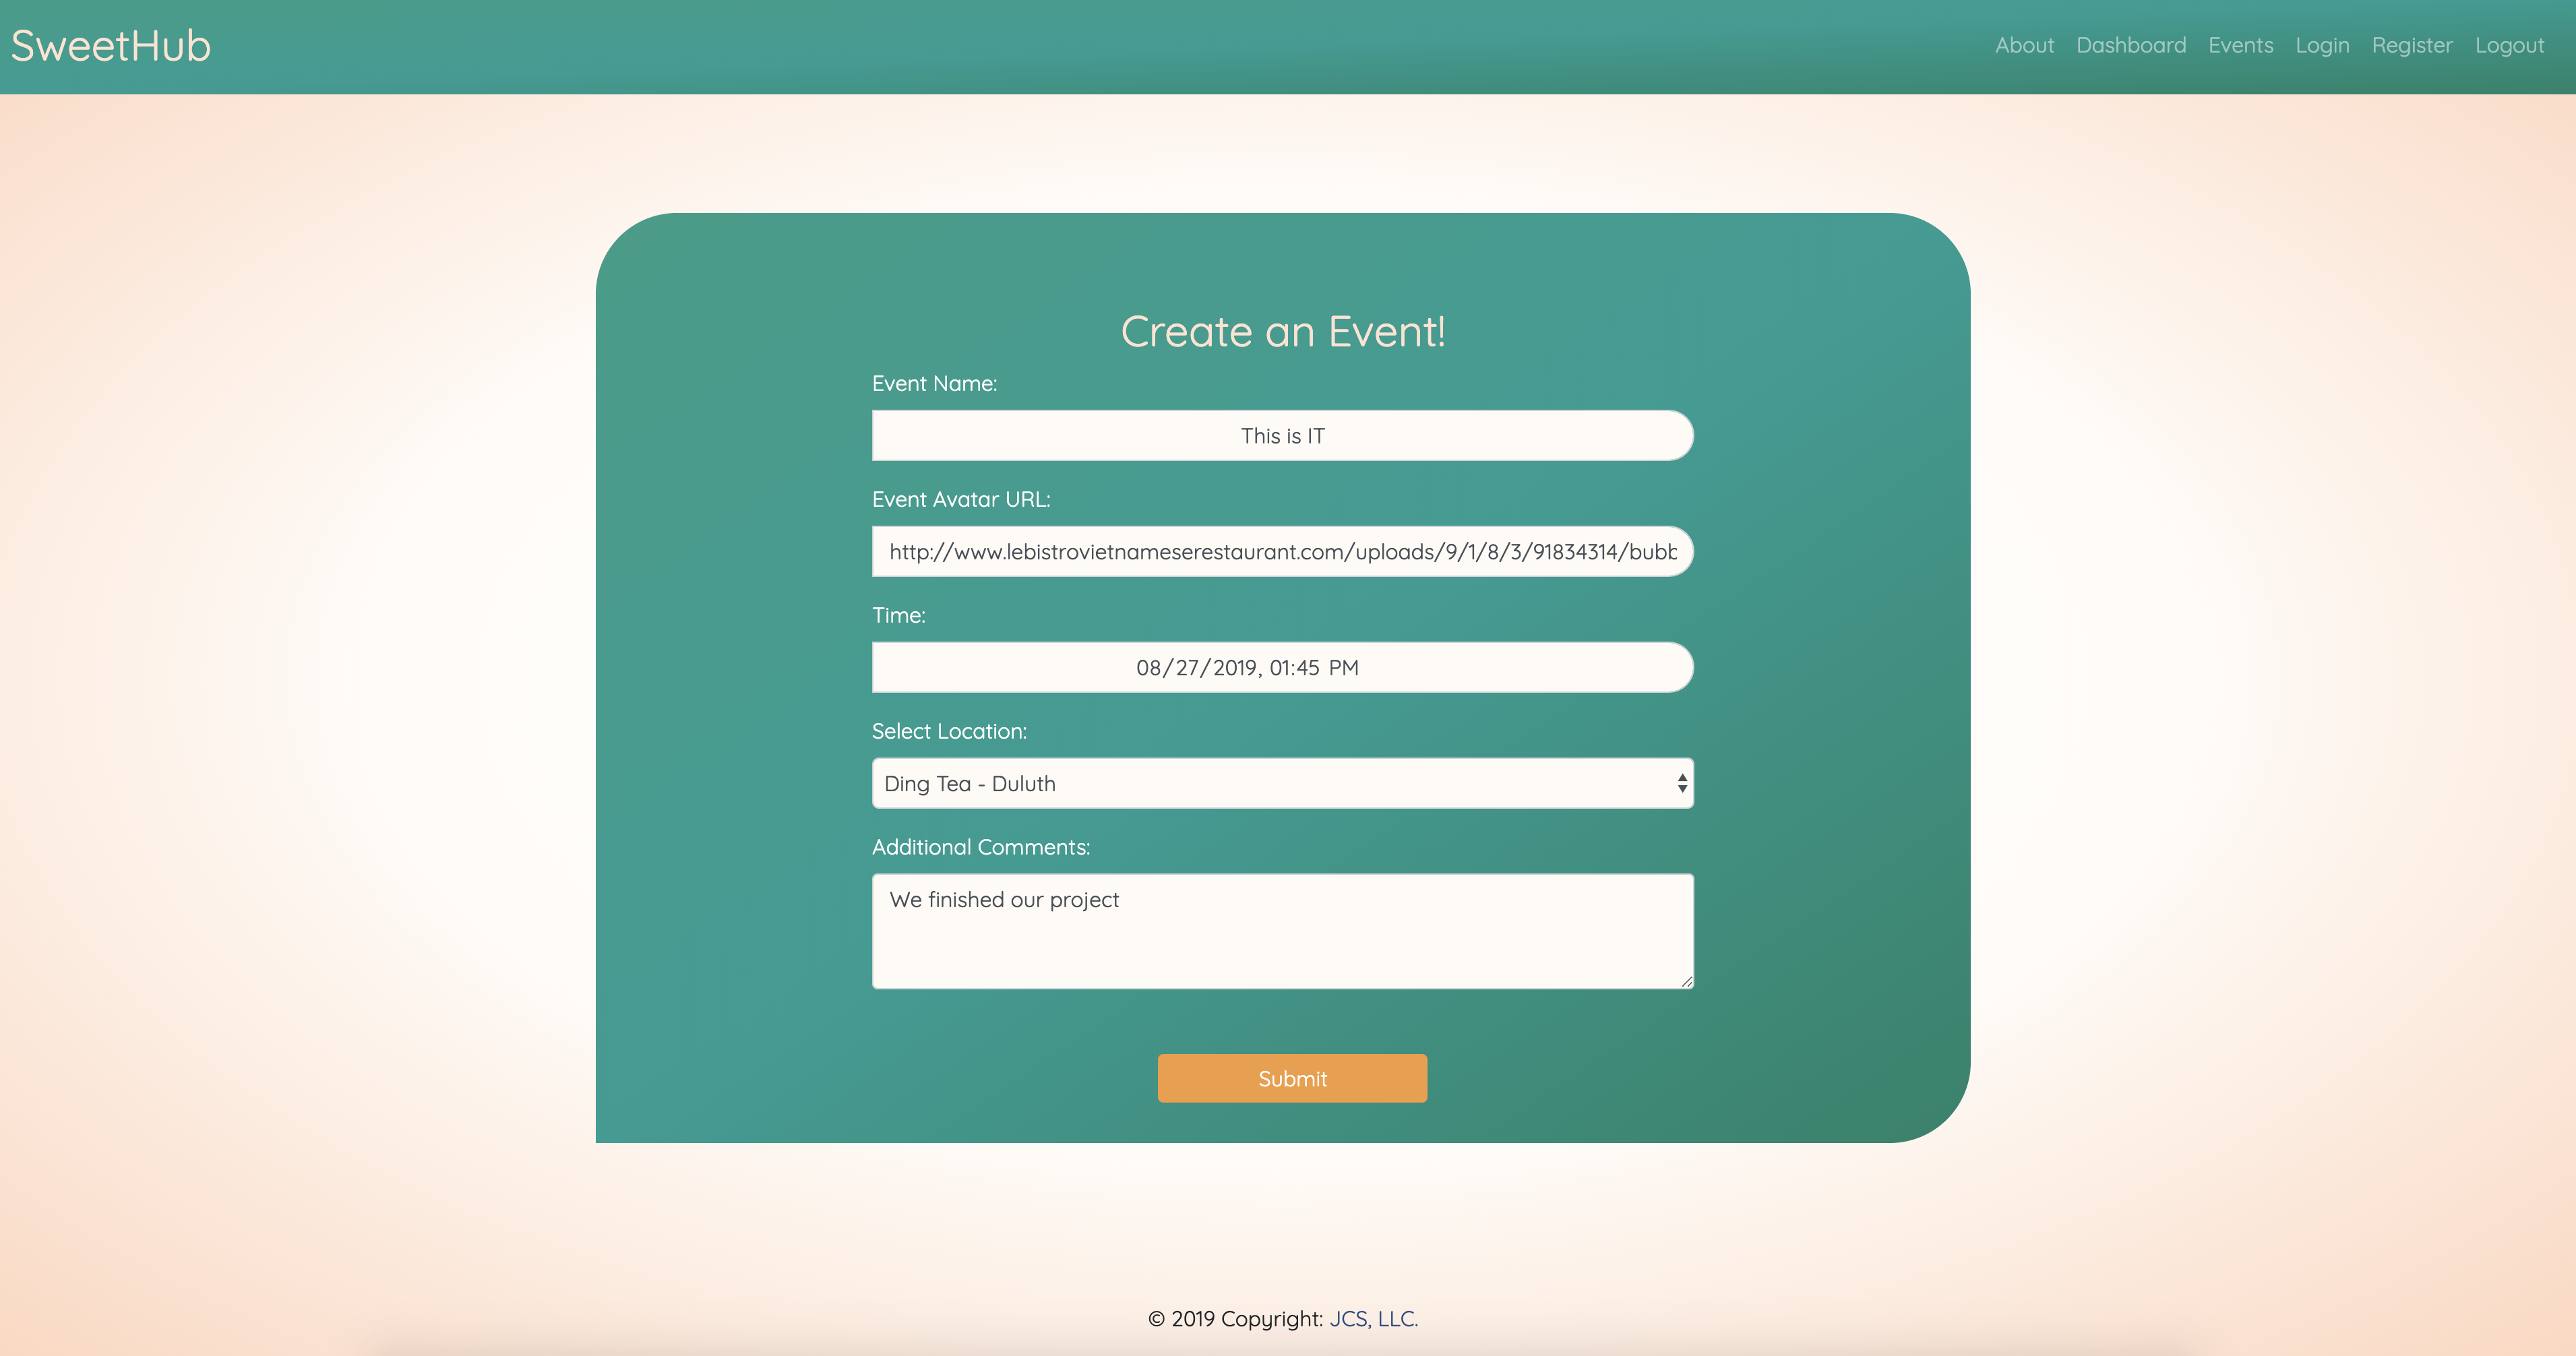 SweetHub
About Dashboard Events Login Register Logout
Create an Event!
Event Name:
This is IT
Event Avatar URL:
http://www.lebistrovietnameserestaurant.com/uploads/9/1/8/3/91834314/bubb
Time:
08/27/2019, 01:45 PM
Select Location:
Ding Tea - Duluth
Additional Comments:
We finished our project
Submit
© 2019 Copyright: JCS, LLC.